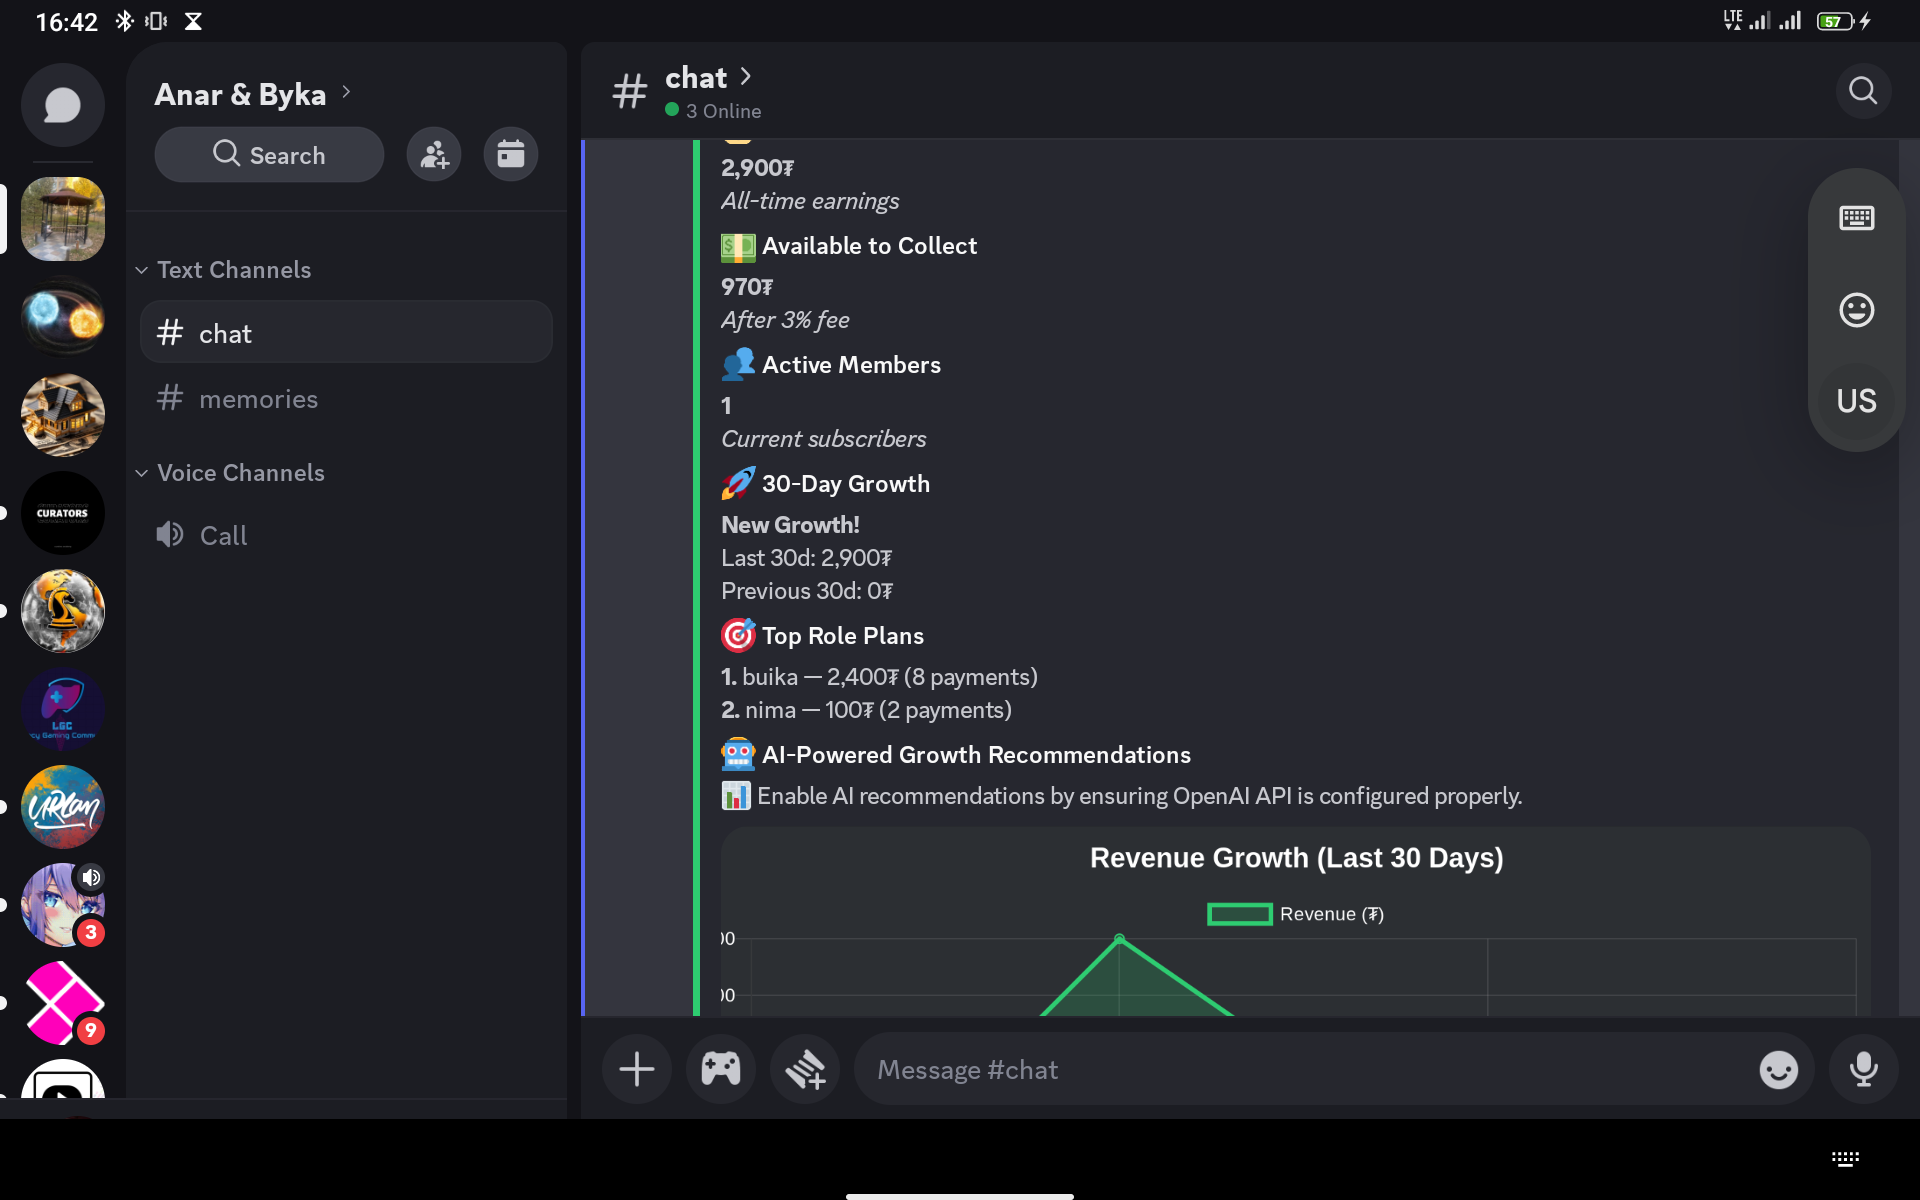 16:42
LTE
57
Anar & Byka
Search
Text Channels
chat
memories
Voice Channels
Call
CURATORS
LGC
URLAN
3
9
# chat
3 Online
2,900₮
All-time earnings
Available to Collect
970₮
After 3% fee
Active Members
1
Current subscribers
30-Day Growth
New Growth!
Last 30d: 2,900₮
Previous 30d: 0₮
Top Role Plans
1. buika — 2,400₮ (8 payments)
2. nima — 100₮ (2 payments)
AI-Powered Growth Recommendations
Enable AI recommendations by ensuring OpenAI API is configured properly.
Revenue Growth (Last 30 Days)
Revenue (₮)
00
00
Message #chat
US